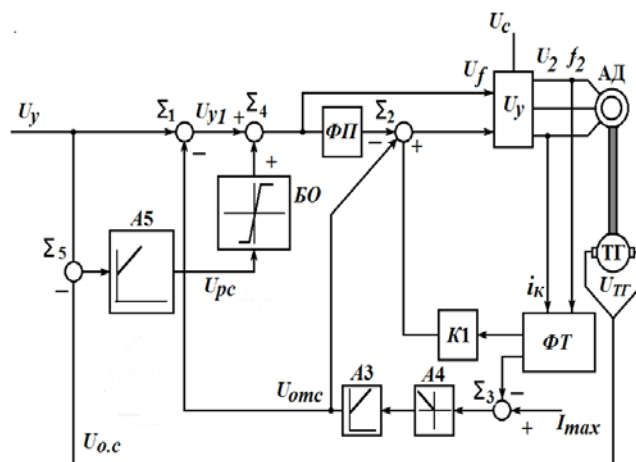 U_c
U_2 f_2
АД
U_f
U_y Σ_1 U_y1 + Σ_4 ФП Σ_2 U_y
− + − +
БО
A5
Σ_5
−
U_pc
ТГ
U_ТГ
i_К
K1
ФТ
U_omc A3 A4 Σ_3 −
+ I_max
U_o.c